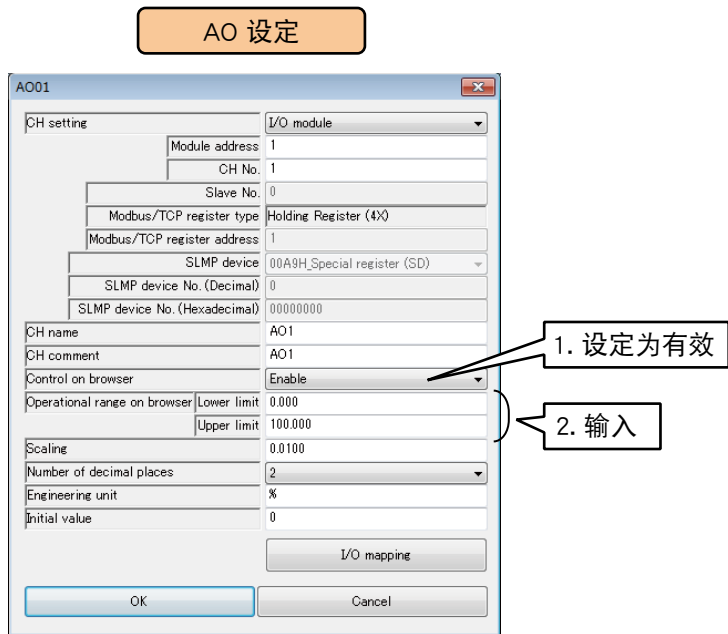 AO 设定
AO01
CH setting I/O module
Module address 1
CH No. 1
Slave No. 0
Modbus/TCP register type Holding Register (4X)
Modbus/TCP register address 1
SLMP device 00A9H_Special register (SD)
SLMP device No. (Decimal) 0
SLMP device No. (Hexadecimal) 00000000
CH name AO1
CH comment AO1
1. 设定为有效
Control on browser Enable
Operational range on browser Lower limit 0.000
Upper limit 100.000
2. 输入
Scaling 0.0100
Number of decimal places 2
Engineering unit %
Initial value 0
I/O mapping
OK Cancel